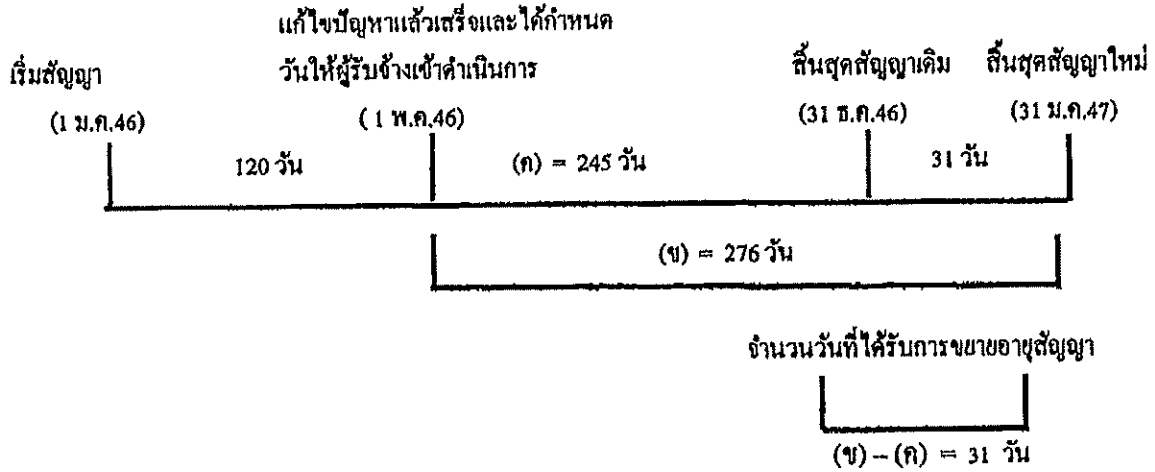 แก้ไขปัญหาแล้วเสร็จและได้กำหนด
เริ่มสัญญา วันให้ผู้รับจ้างเข้าดำเนินการ สิ้นสุดสัญญาเดิม สิ้นสุดสัญญาใหม่
(1 ม.ค.46) ( 1 พ.ค.46) (31 ธ.ค.46) (31 ม.ค.47)
120 วัน (ค) = 245 วัน 31 วัน
(ข) = 276 วัน
จำนวนวันที่ได้รับการขยายอายุสัญญา
(ข) – (ค) = 31 วัน